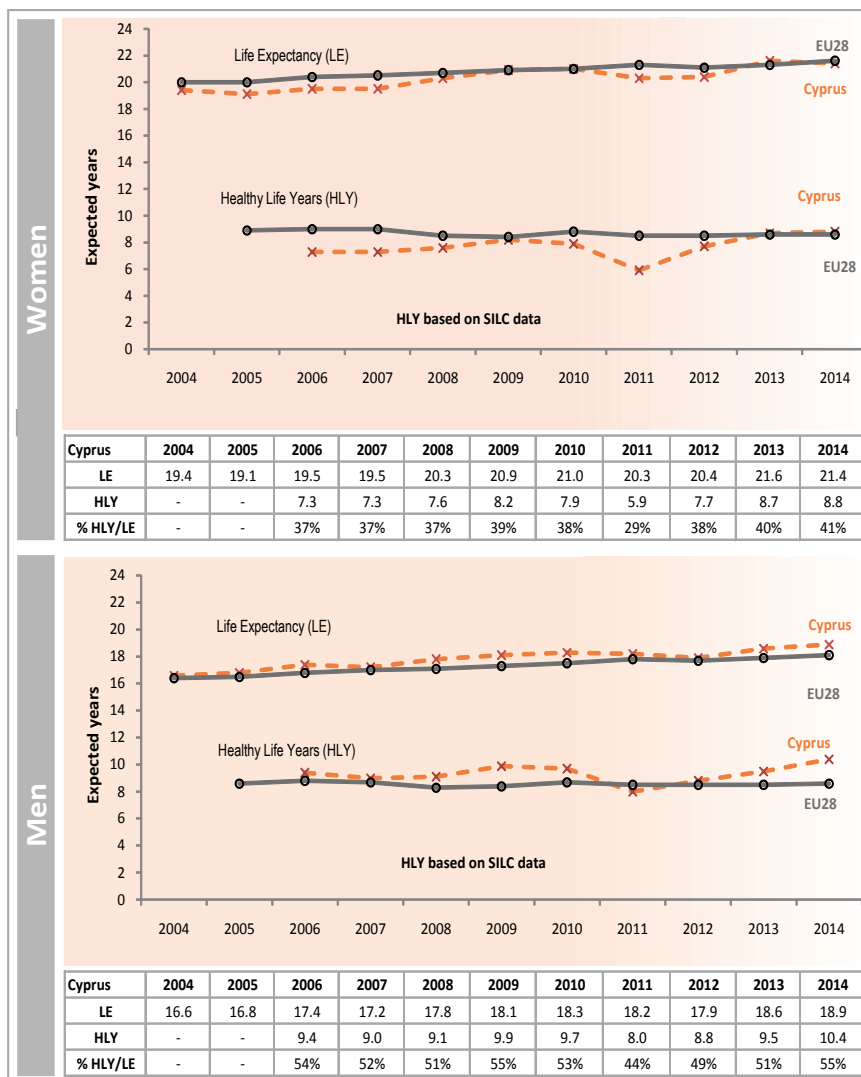 Women
Expected years
24
22
20
18
16
14
12
10
8
6
4
2
0
Life Expectancy (LE)
EU28
Cyprus
Healthy Life Years (HLY)
Cyprus
EU28
HLY based on SILC data
2004 2005 2006 2007 2008 2009 2010 2011 2012 2013 2014
Cyprus 2004 2005 2006 2007 2008 2009 2010 2011 2012 2013 2014
LE 19.4 19.1 19.5 19.5 20.3 20.9 21.0 20.3 20.4 21.6 21.4
HLY - - 7.3 7.3 7.6 8.2 7.9 5.9 7.7 8.7 8.8
% HLY/LE - - 37% 37% 37% 39% 38% 29% 38% 40% 41%
Men
Expected years
24
22
20
18
16
14
12
10
8
6
4
2
0
Life Expectancy (LE)
Cyprus
EU28
Healthy Life Years (HLY)
Cyprus
EU28
HLY based on SILC data
2004 2005 2006 2007 2008 2009 2010 2011 2012 2013 2014
Cyprus 2004 2005 2006 2007 2008 2009 2010 2011 2012 2013 2014
LE 16.6 16.8 17.4 17.2 17.8 18.1 18.3 18.2 17.9 18.6 18.9
HLY - - 9.4 9.0 9.1 9.9 9.7 8.0 8.8 9.5 10.4
% HLY/LE - - 54% 52% 51% 55% 53% 44% 49% 51% 55%